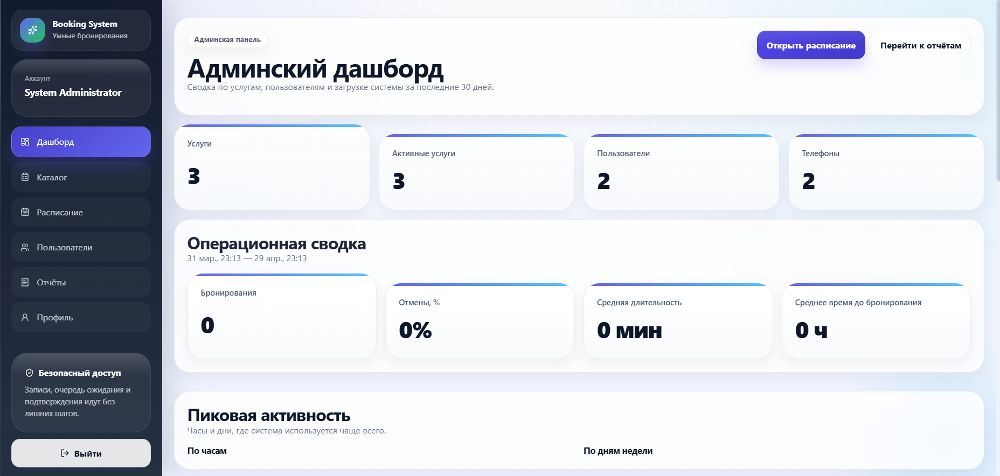 Booking System
Умные бронирования
Аккаунт
System Administrator
Дашборд
Каталог
Расписание
Пользователи
Отчёты
Профиль
Безопасный доступ
Записи, очередь ожидания и
подтверждения идут без
лишних шагов.
Выйти
Админская панель
Админский дашборд
Сводка по услугам, пользователям и загрузке системы за последние 30 дней.
Открыть расписание
Перейти к отчётам
Услуги
3
Активные услуги
3
Пользователи
2
Телефоны
2
Операционная сводка
31 мар., 23:13 — 29 апр., 23:13
Бронирования
0
Отмены, %
0%
Средняя длительность
0 мин
Среднее время до бронирования
0 ч
Пиковая активность
Часы и дни, где система используется чаще всего.
По часам
По дням недели